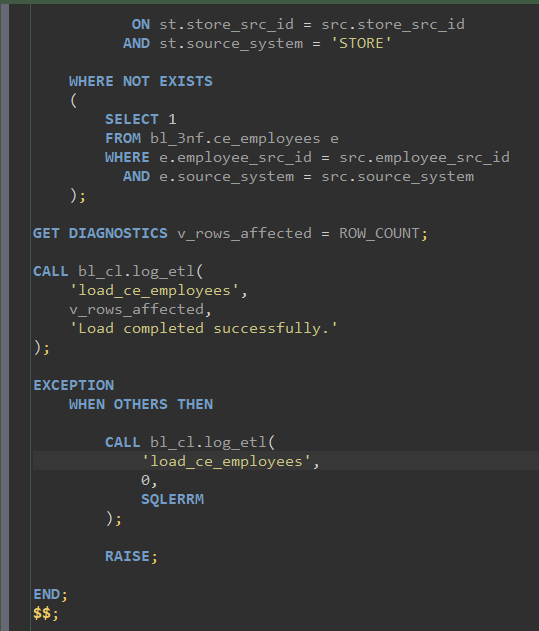 ON st.store_src_id = src.store_src_id
AND st.source_system = 'STORE'
WHERE NOT EXISTS
(
SELECT 1
FROM bl_3nf.ce_employees e
WHERE e.employee_src_id = src.employee_src_id
AND e.source_system = src.source_system
);
GET DIAGNOSTICS v_rows_affected = ROW_COUNT;
CALL bl_cl.log_etl(
'load_ce_employees',
v_rows_affected,
'Load completed successfully.'
);
EXCEPTION
WHEN OTHERS THEN
CALL bl_cl.log_etl(
'load_ce_employees',
0,
SQLERRM
);
RAISE;
END;
$$;